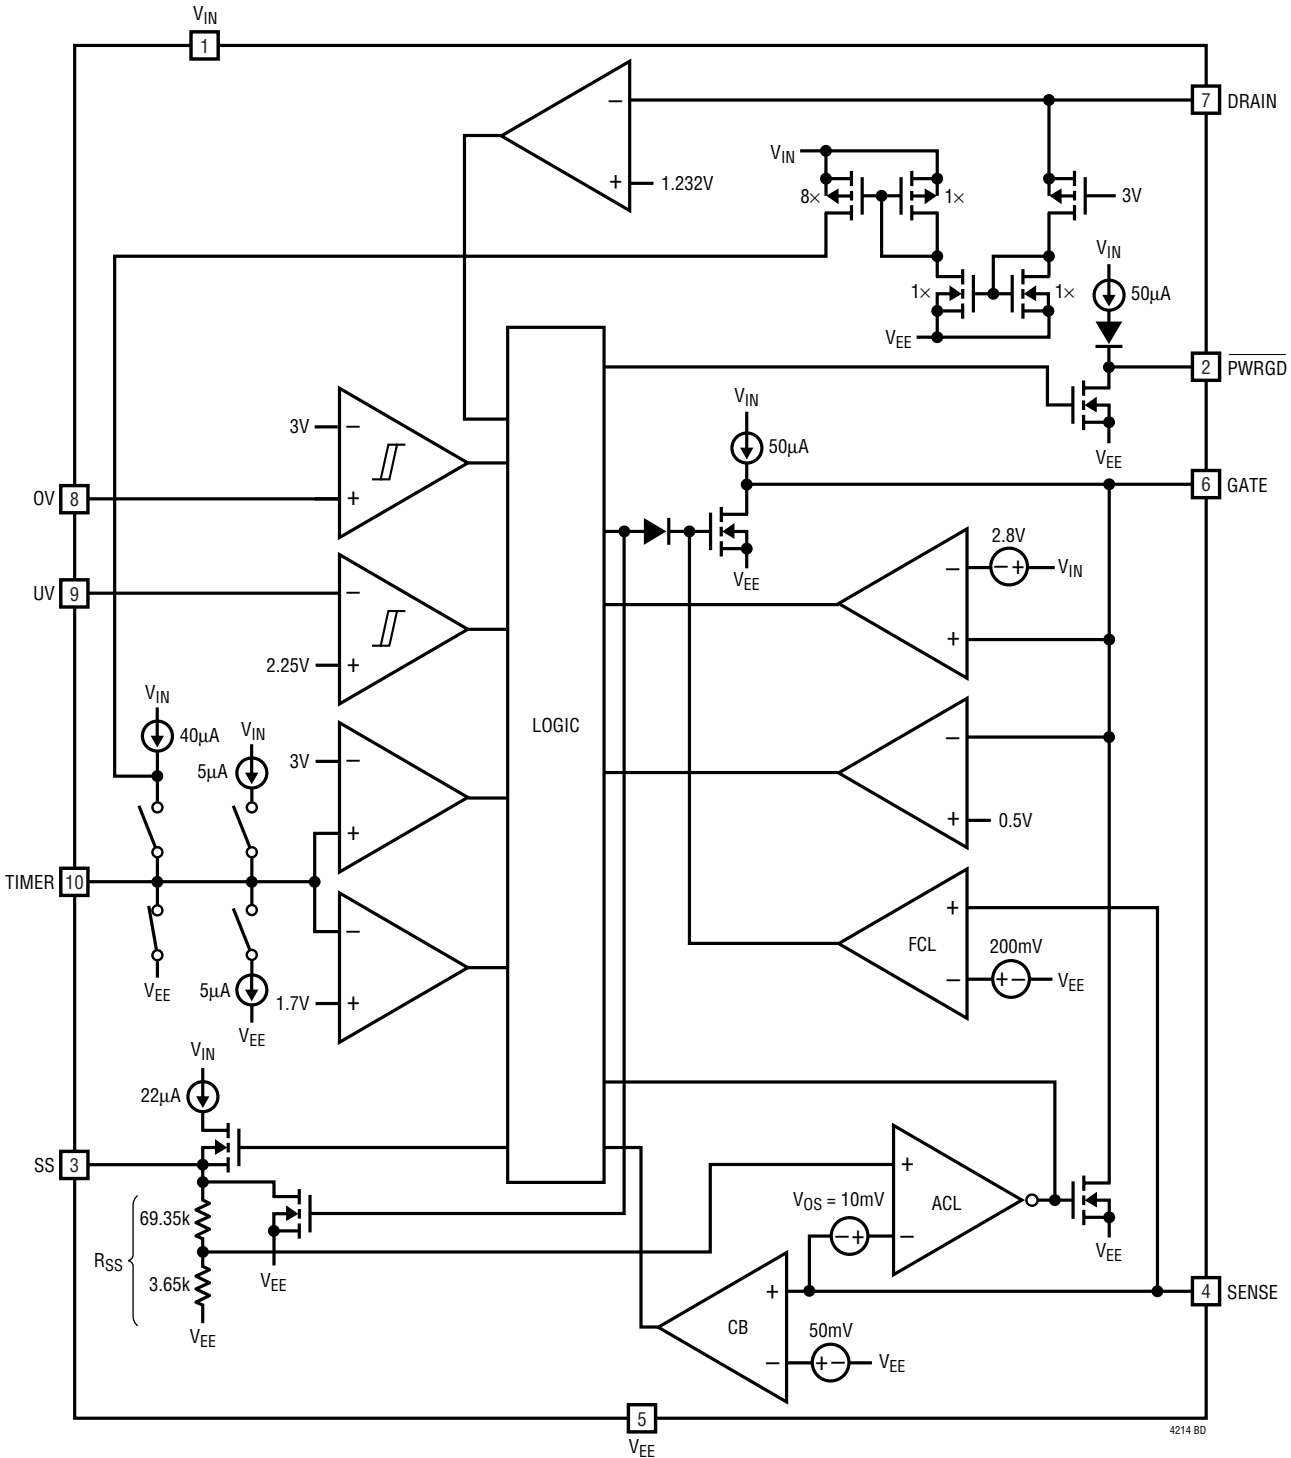 VIN
1
7 DRAIN
− 
+ 1.232V
VIN
8×
1×
3V
1×
1×
VEE
VIN
50µA
2 PWRGD
VEE
VIN
50µA
6 GATE
VEE
3V −
OV 8 +
UV 9 −
2.25V +
LOGIC
2.8V
− − + VIN
+
−
+ 0.5V
VIN
40µA
VIN
5µA
3V −
+
TIMER 10
−
1.7V +
VEE
5µA
VEE
+
FCL
200mV
− + − VEE
VIN
22µA
SS 3
69.35k
RSS
3.65k
VEE
VEE
+
ACL
VOS = 10mV
− + −
VEE
4 SENSE
+
CB
50mV
− + − VEE
5
VEE
4214 BD